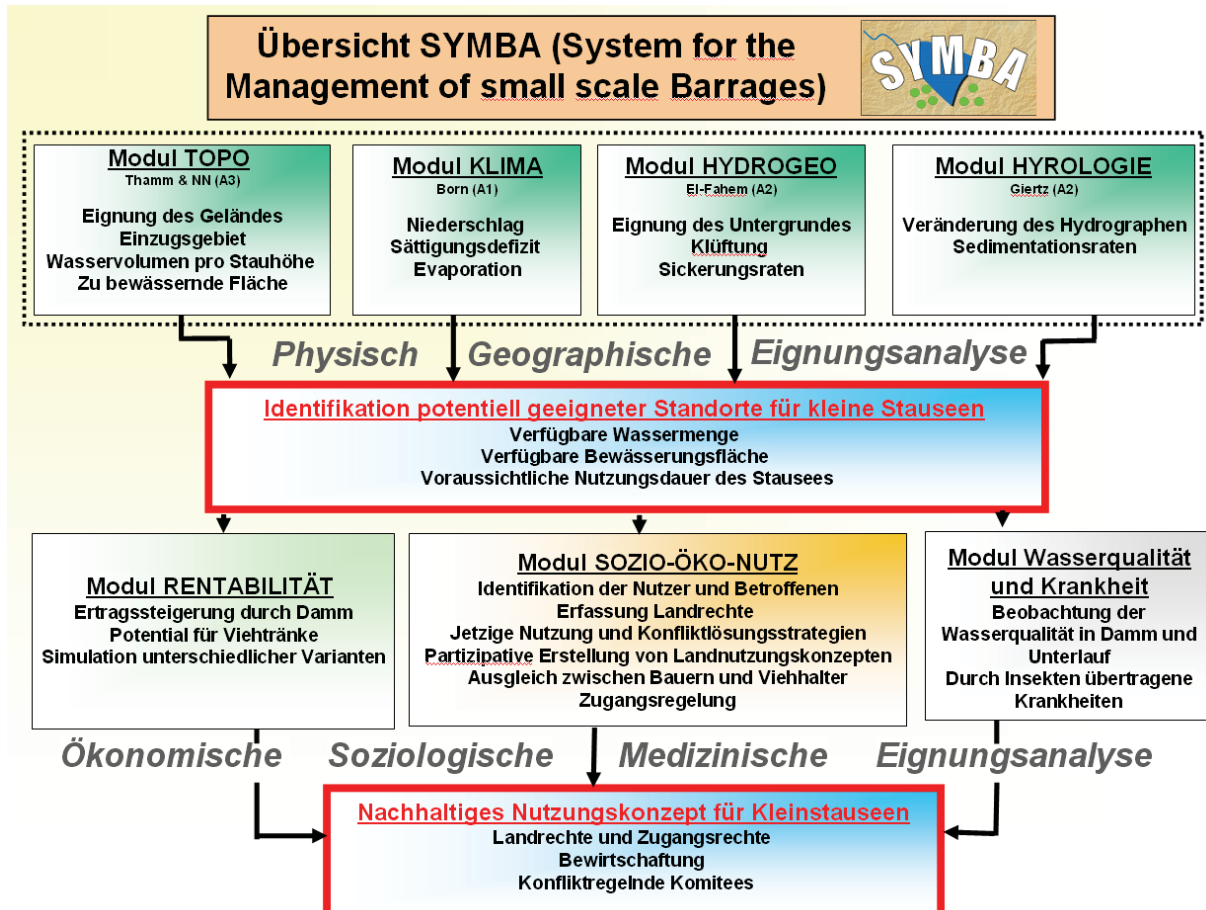 Übersicht SYMBA (System for the
Management of small scale Barrages)
SYMBA
Modul TOPO
Thamm & NN (A3)
Eignung des Geländes
Einzugsgebiet
Wasservolumen pro Stauhöhe
Zu bewässernde Fläche
Modul KLIMA
Born (A1)
Niederschlag
Sättigungsdefizit
Evaporation
Modul HYDROGEO
El-Fahem (A2)
Eignung des Untergrundes
Klüftung
Sickerungsraten
Modul HYROLOGIE
Giertz (A2)
Veränderung des Hydrographen
Sedimentationsraten
Physisch Geographische Eignungsanalyse
Identifikation potentiell geeigneter Standorte für kleine Stauseen
Verfügbare Wassermenge
Verfügbare Bewässerungsfläche
Voraussichtliche Nutzungsdauer des Stausees
Modul RENTABILITÄT
Ertragssteigerung durch Damm
Potential für Viehtränke
Simulation unterschiedlicher Varianten
Modul SOZIO-ÖKO-NUTZ
Identifikation der Nutzer und Betroffenen
Erfassung Landrechte
Jetzige Nutzung und Konfliktlösungsstrategien
Partizipative Erstellung von Landnutzungskonzepten
Ausgleich zwischen Bauern und Viehhalter
Zugangsregelung
Modul Wasserqualität
und Krankheit
Beobachtung der
Wasserqualität in Damm und
Unterlauf
Durch Insekten übertragene
Krankheiten
Ökonomische Soziologische Medizinische Eignungsanalyse
Nachhaltiges Nutzungskonzept für Kleinstauseen
Landrechte und Zugangsrechte
Bewirtschaftung
Konfliktregelnde Komitees